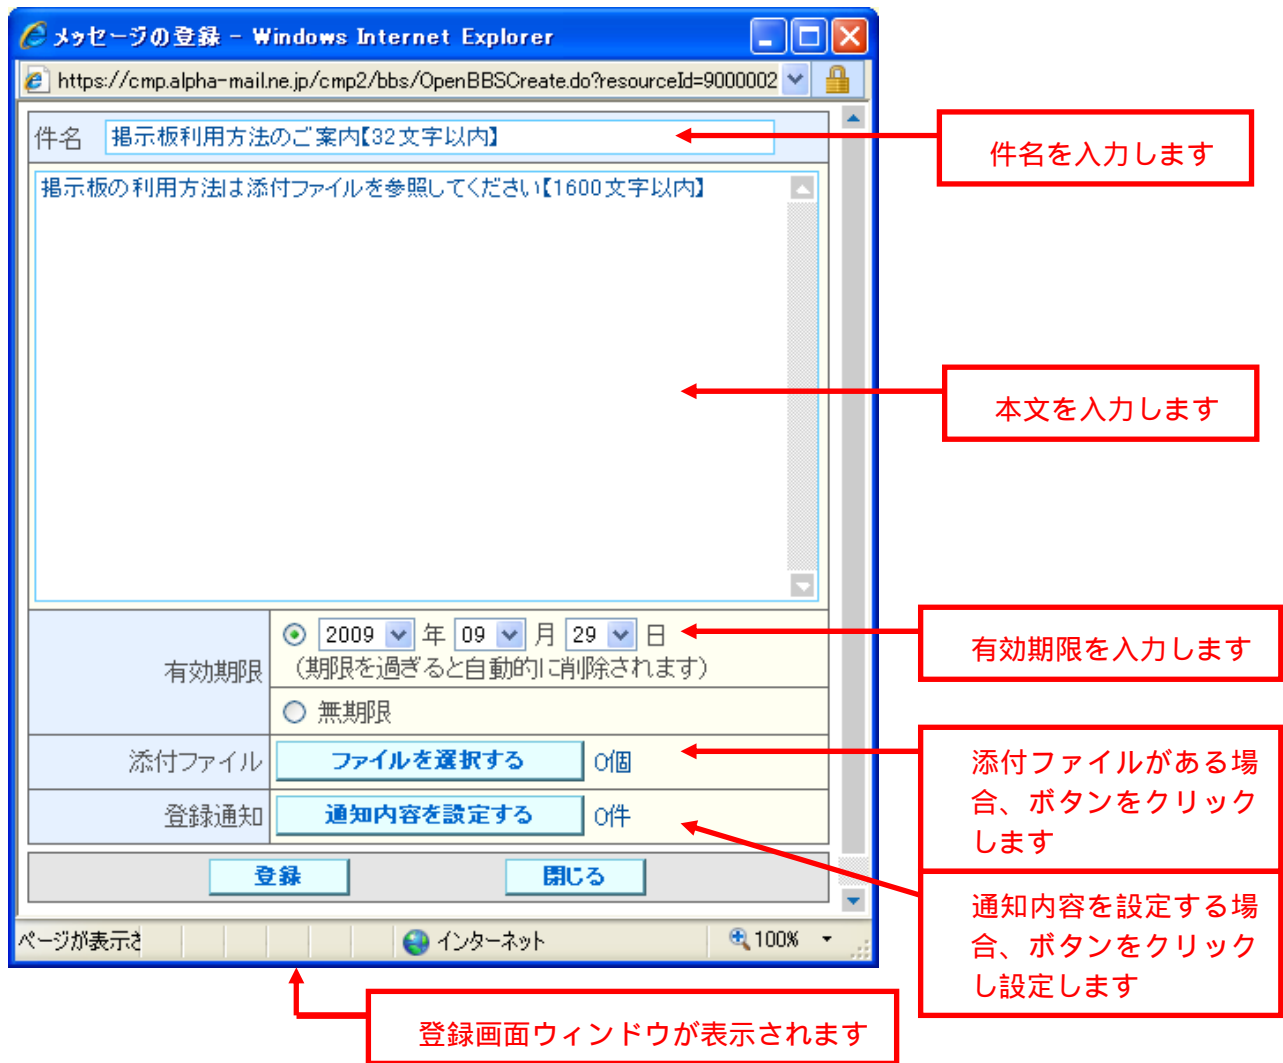 メッセージの登録 - Windows Internet Explorer
https://cmp.alpha-mail.ne.jp/cmp2/bbs/OpenBBSCreate.do?resourceId=9000002
件名 掲示板利用方法のご案内【32文字以内】
件名を入力します
掲示板の利用方法は添付ファイルを参照してください【1600文字以内】
本文を入力します
有効期限
2009 年 09 月 29 日
(期限を過ぎると自動的に削除されます)
無期限
有効期限を入力します
添付ファイル ファイルを選択する 0個
添付ファイルがある場
合、ボタンをクリック
します
登録通知 通知内容を設定する 0件
通知内容を設定する場
合、ボタンをクリック
し設定します
登録 閉じる
ページが表示さ インターネット 100%
登録画面ウィンドウが表示されます